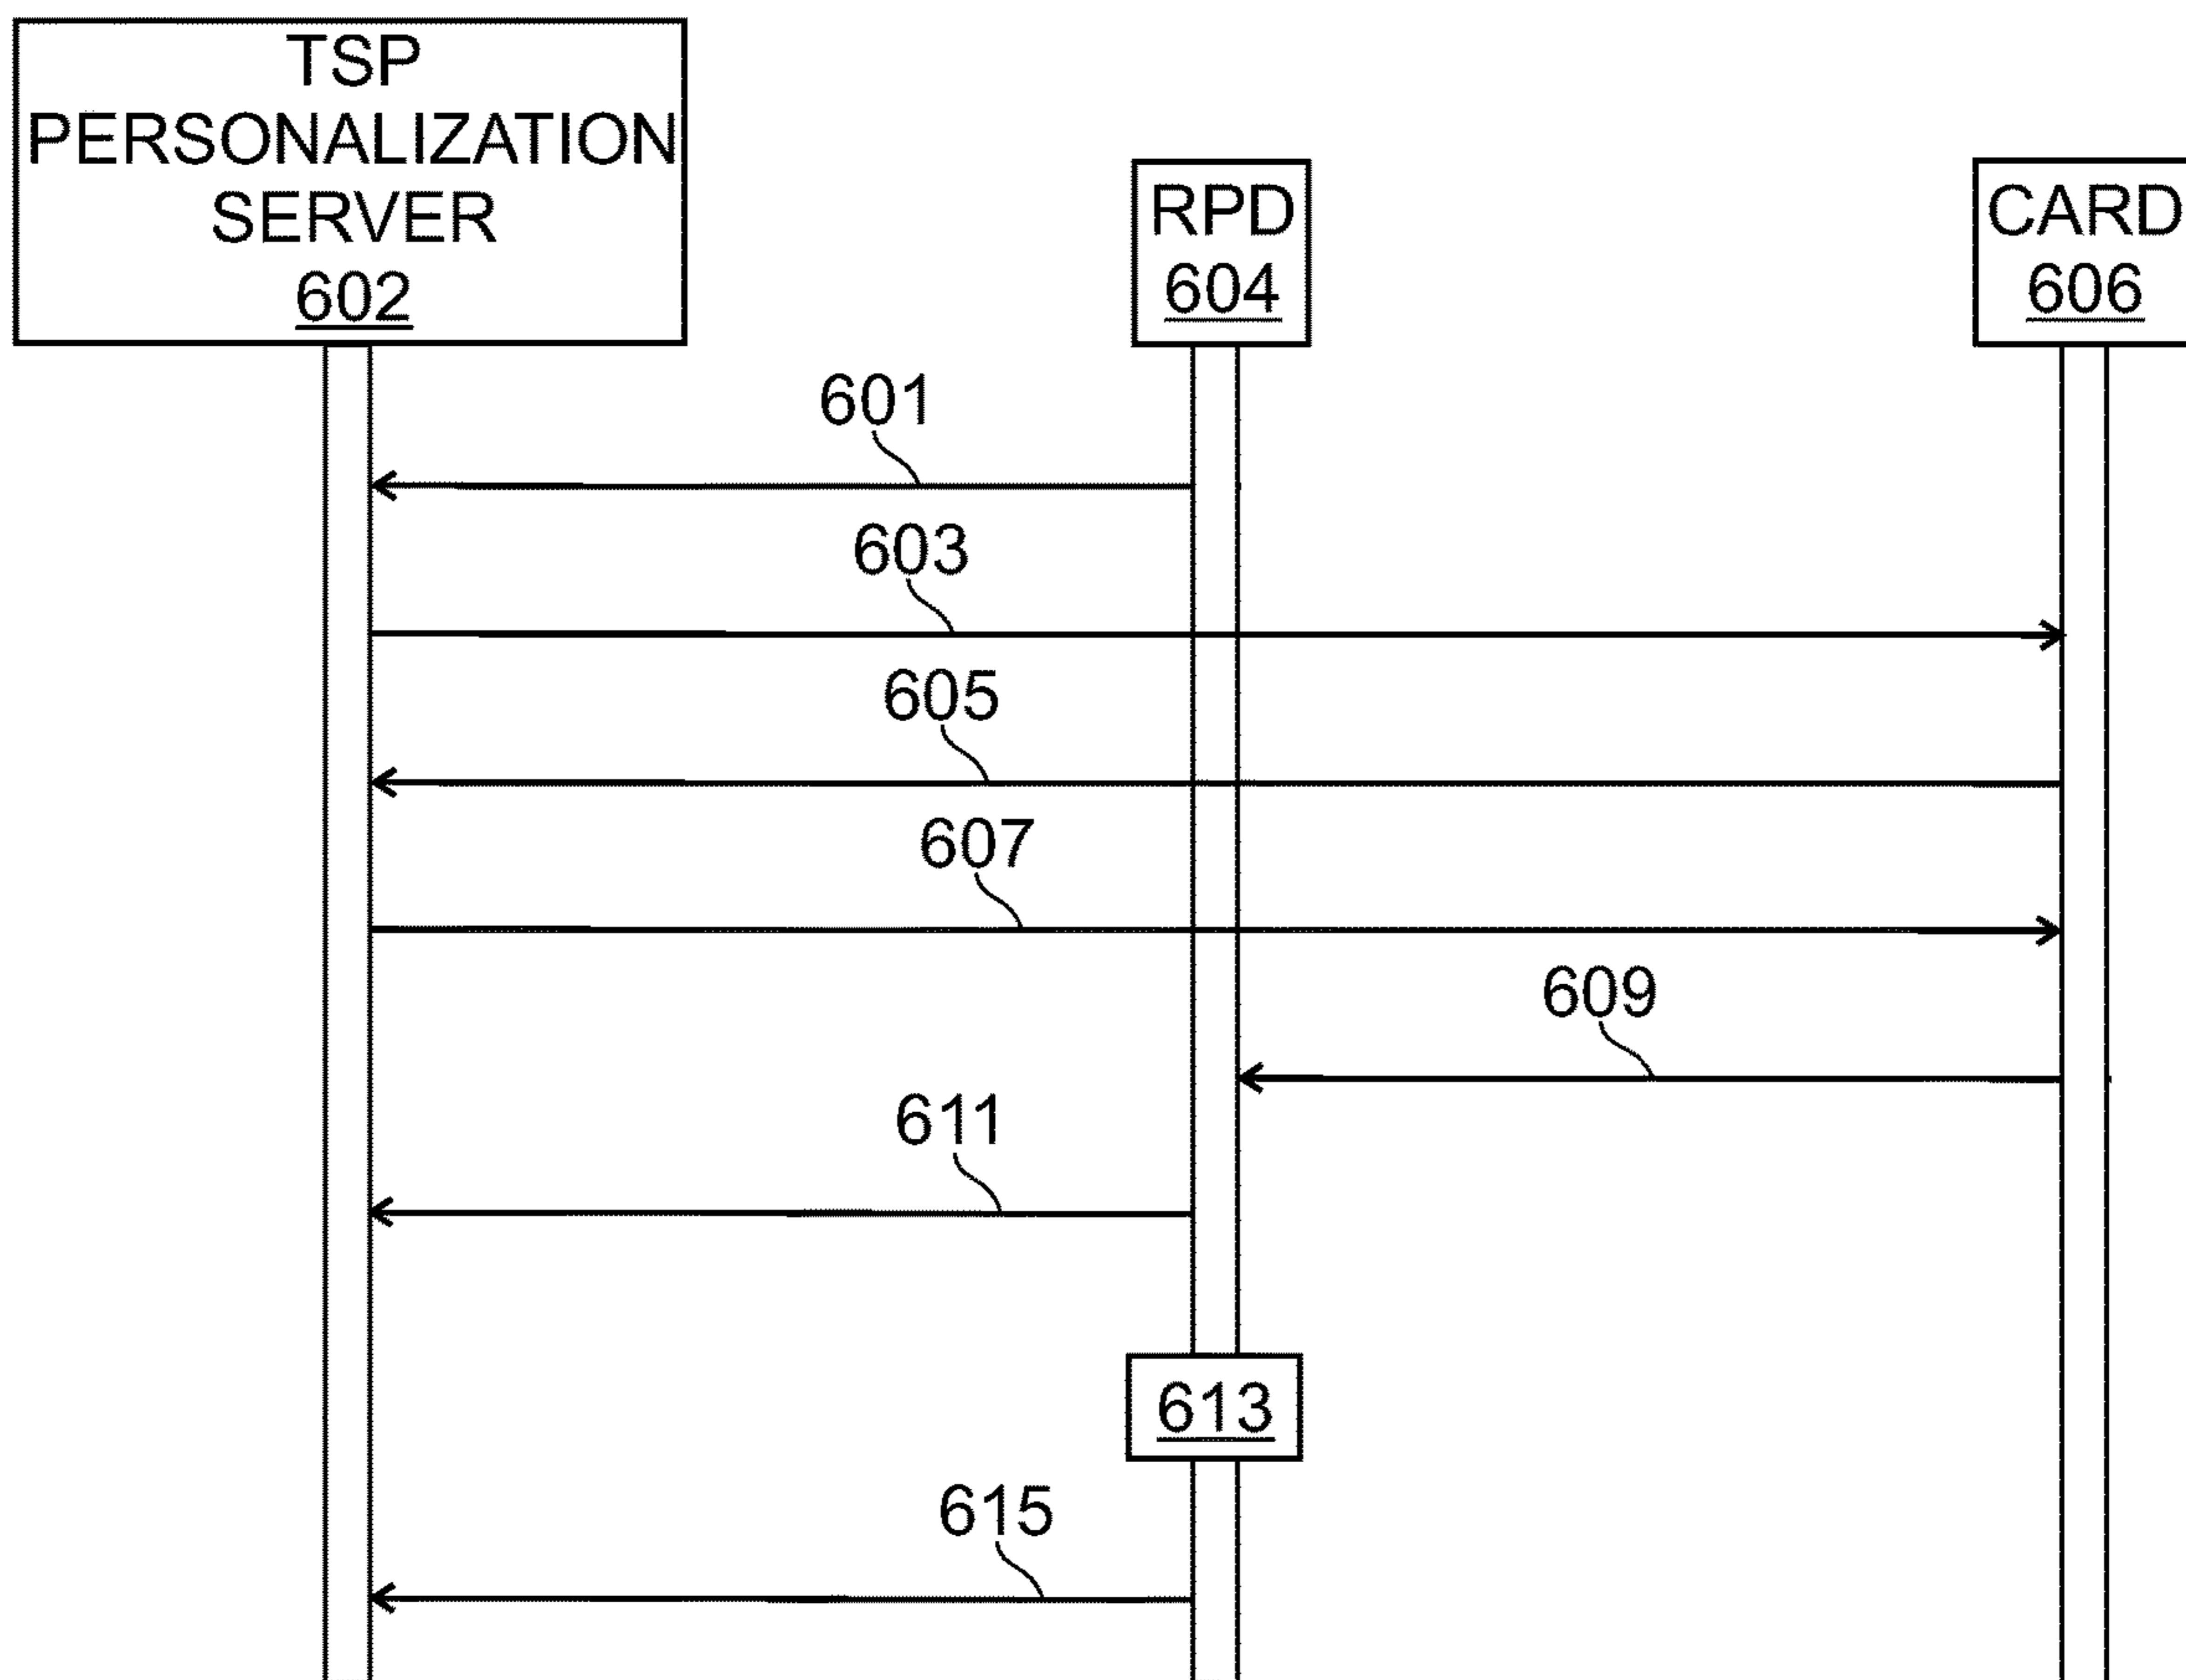 TSP
PERSONALIZATION
SERVER
602
RPD
604
CARD
606
601
603
605
607
609
611
613
615